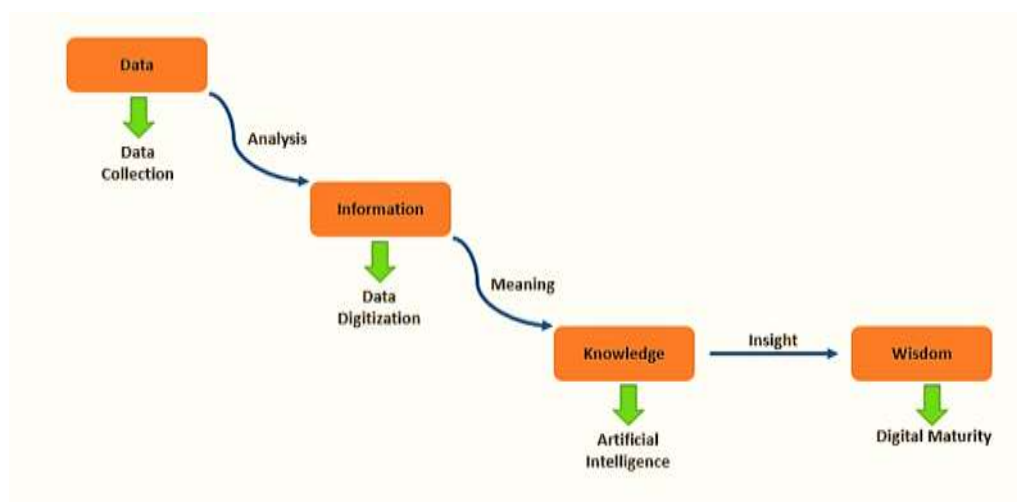 Data
Data
Collection
Analysis
Information
Data
Digitization
Meaning
Knowledge
Artificial
Intelligence
Insight
Wisdom
Digital Maturity